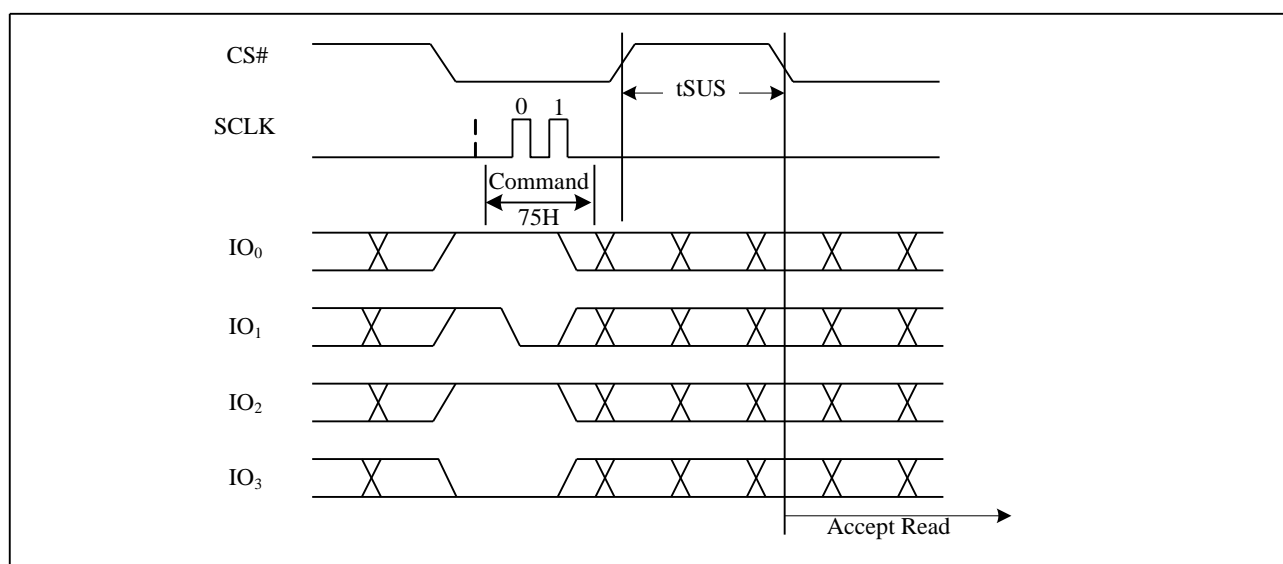 CS#
tSUS
0 1
SCLK
Command
75H
IO0
IO1
IO2
IO3
Accept Read